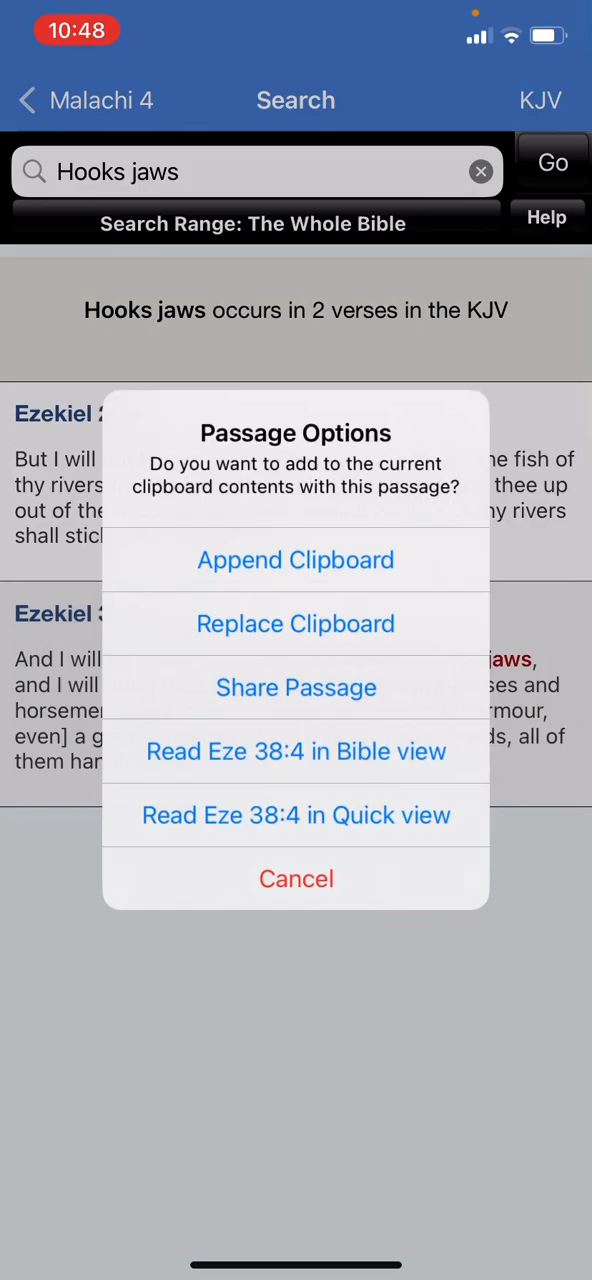 10:48
Malachi 4
Search
KJV
Hooks jaws
Go
Search Range: The Whole Bible
Help
Hooks jaws occurs in 2 verses in the KJV
Ezekiel
But I will
he fish of
thy rivers
thee up
out of the
hy rivers
shall stick
Ezekiel
And I will
jaws,
and I will
ses and
horsemen
rmour,
even] a g
ds, all of
them han
Passage Options
Do you want to add to the current
clipboard contents with this passage?
Append Clipboard
Replace Clipboard
Share Passage
Read Eze 38:4 in Bible view
Read Eze 38:4 in Quick view
Cancel